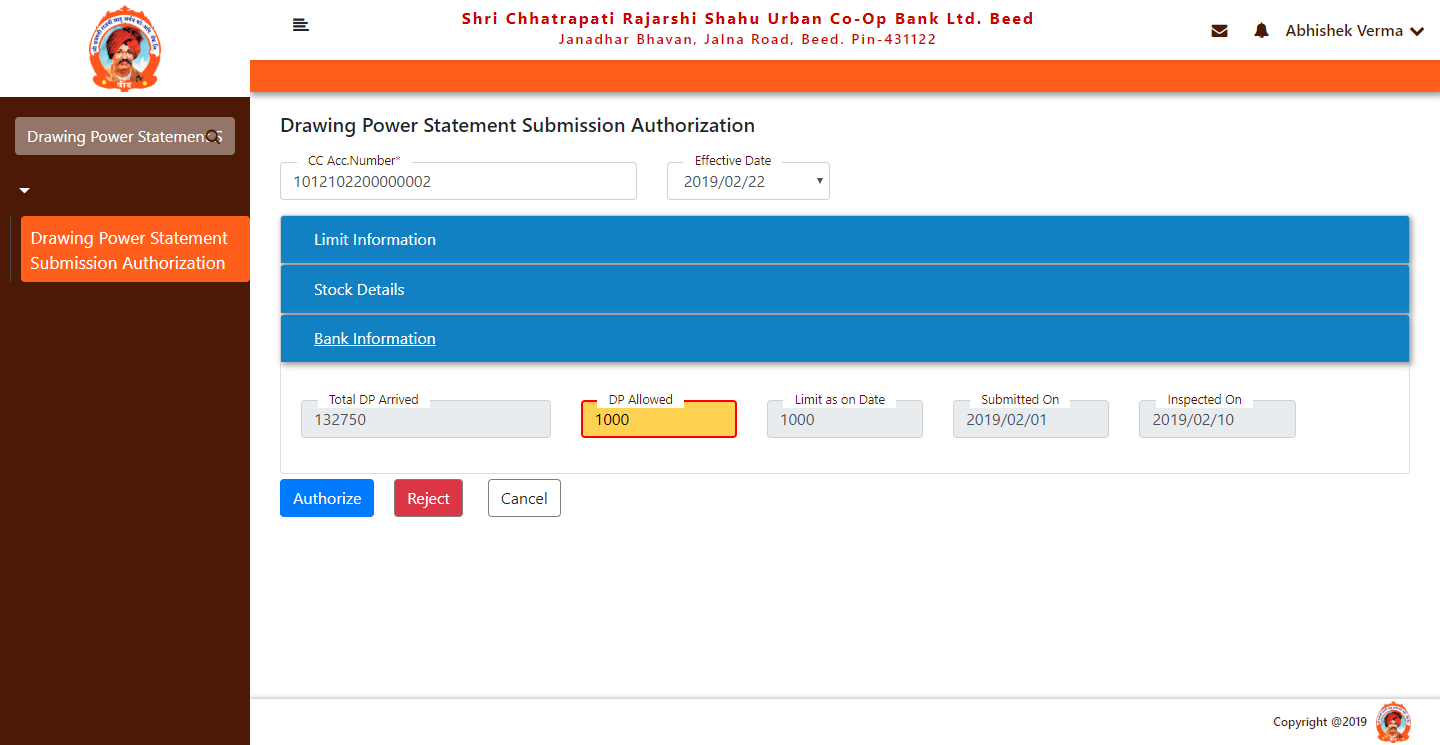 Shri Chhatrapati Rajarshi Shahu Urban Co-Op Bank Ltd. Beed
Janadhar Bhavan, Jalna Road, Beed. Pin-431122
Abhishek Verma
Drawing Power Statement S
Drawing Power Statement
Submission Authorization
Drawing Power Statement Submission Authorization
CC Acc.Number*
Effective Date
1012102200000002
2019/02/22
Limit Information
Stock Details
Bank Information
Total DP Arrived
DP Allowed
Limit as on Date
Submitted On
Inspected On
132750
1000
1000
2019/02/01
2019/02/10
Authorize
Reject
Cancel
Copyright @2019